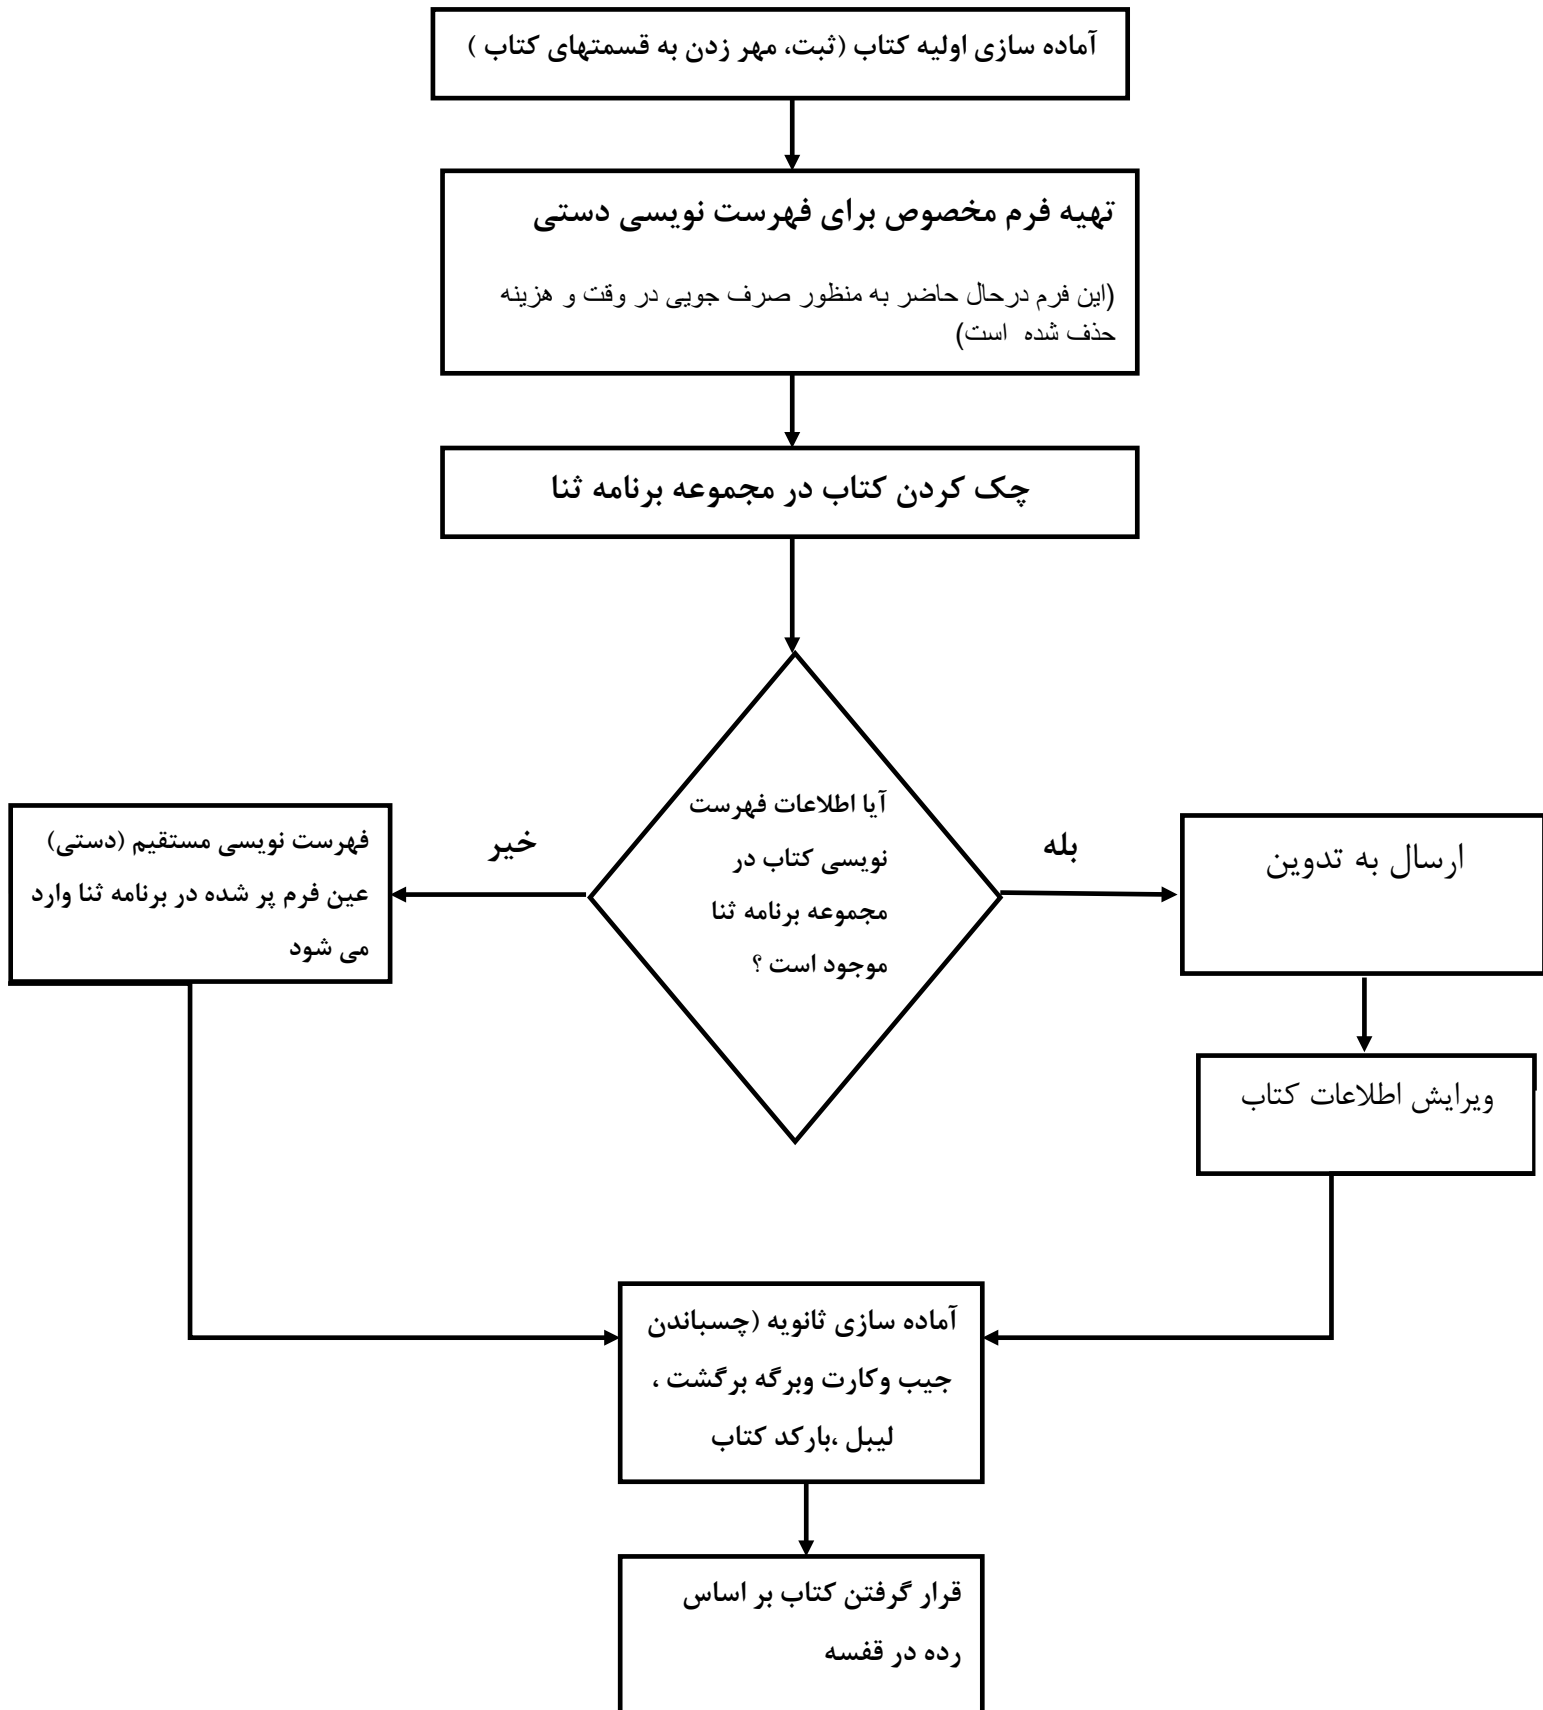 آماده سازی اولیه کتاب (ثبت، مهر زدن به قسمتهای کتاب )
تهیه فرم مخصوص برای فهرست نویسی دستی
(این فرم درحال حاضر به منظور صرف جویی در وقت و هزینه
حذف شده است)
چک کردن کتاب در مجموعه برنامه ثنا
آیا اطلاعات فهرست
نویسی کتاب در
مجموعه برنامه ثنا
موجود است ؟
بله
ارسال به تدوین
ویرایش اطلاعات کتاب
خیر
فهرست نویسی مستقیم (دستی)
عین فرم پر شده در برنامه ثنا وارد
می شود
آماده سازی ثانویه (چسباندن
جیب وکارت وبرگه برگشت ،
لیبل ،بارکد کتاب
قرار گرفتن کتاب بر اساس
رده در قفسه